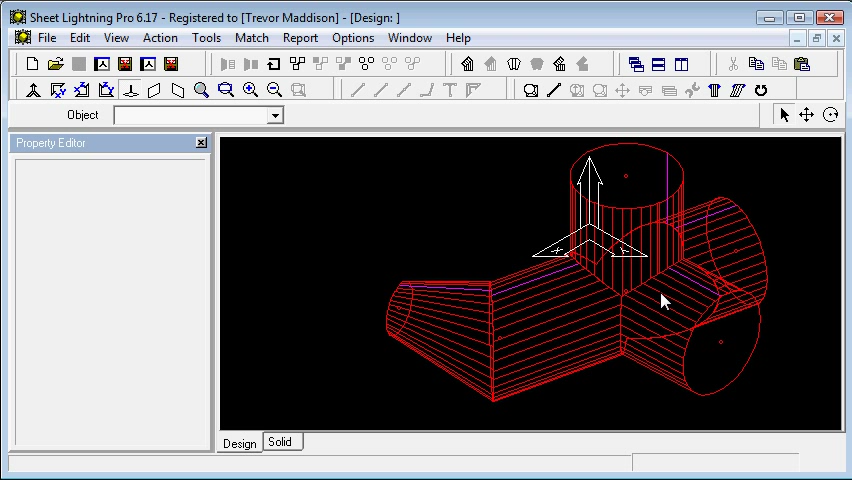 Sheet Lightning Pro 6.17 - Registered to [Trevor Maddison] - [Design: ]
File Edit View Action Tools Match Report Options Window Help
Object
Property Editor
X Y
Design Solid